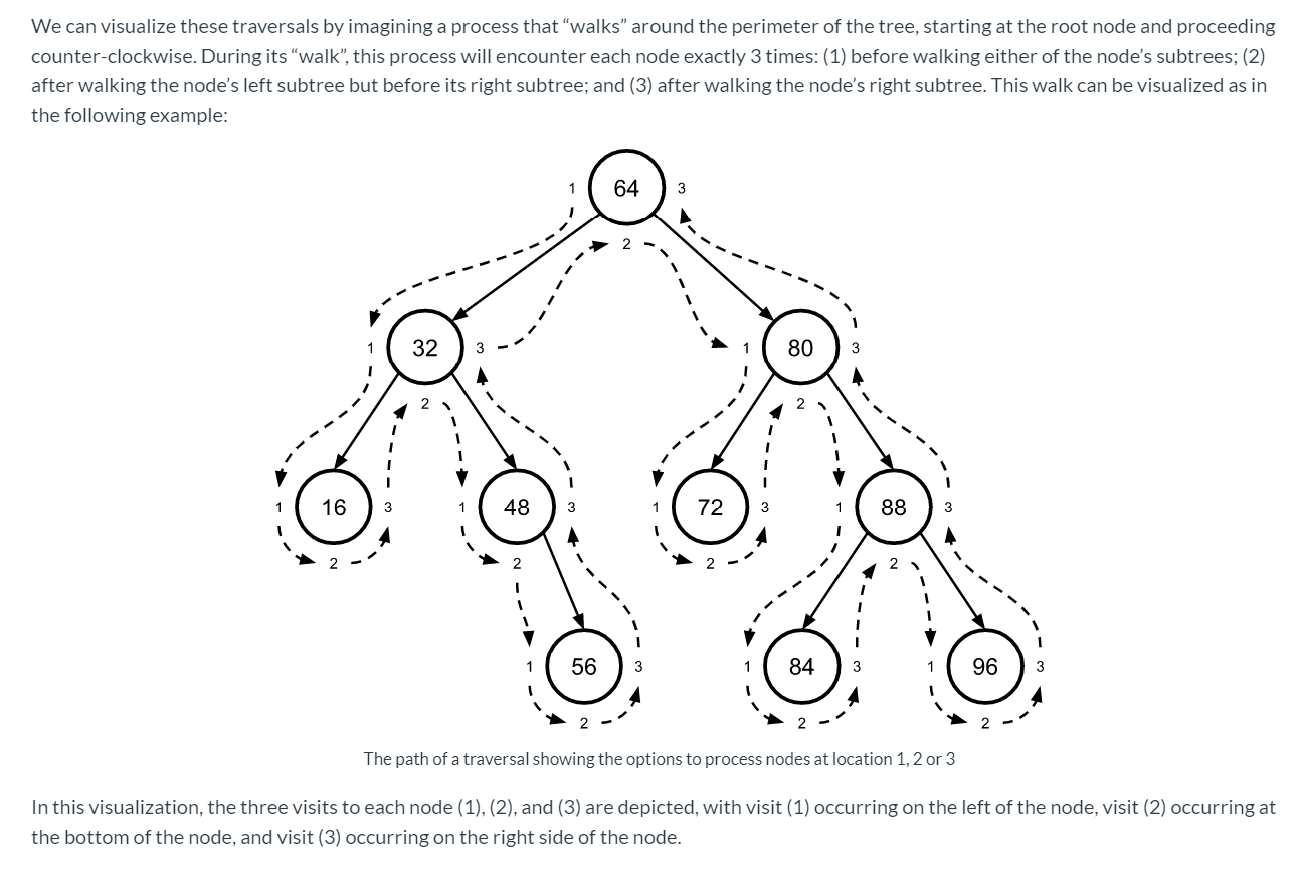 We can visualize these traversals by imagining a process that “walks” around the perimeter of the tree, starting at the root node and proceeding
counter-clockwise. During its “walk”, this process will encounter each node exactly 3 times: (1) before walking either of the node’s subtrees; (2)
after walking the node’s left subtree but before its right subtree; and (3) after walking the node’s right subtree. This walk can be visualized as in
the following example:
1 64 3
2
1 32 3 1 80 3
2 2
1 16 3 1 48 3 1 72 3 1 88 3
2 2 2 2
1 56 3 1 84 3 1 96 3
2 2 2
The path of a traversal showing the options to process nodes at location 1, 2 or 3
In this visualization, the three visits to each node (1), (2), and (3) are depicted, with visit (1) occurring on the left of the node, visit (2) occurring at
the bottom of the node, and visit (3) occurring on the right side of the node.